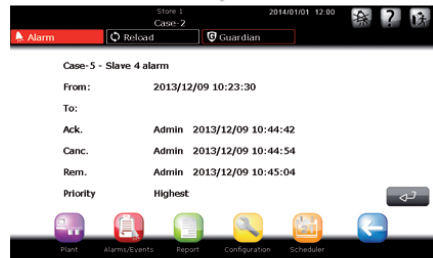 Store 1 2014/01/01 12:00
Case-2
Alarm Reload Guardian
Case-5 - Slave 4 alarm
From: 2013/12/09 10:23:30
To:
Ack. Admin 2013/12/09 10:44:42
Canc. Admin 2013/12/09 10:44:54
Rem. Admin 2013/12/09 10:45:04
Priority Highest
Plant Alarms/Events Report Configuration Scheduler